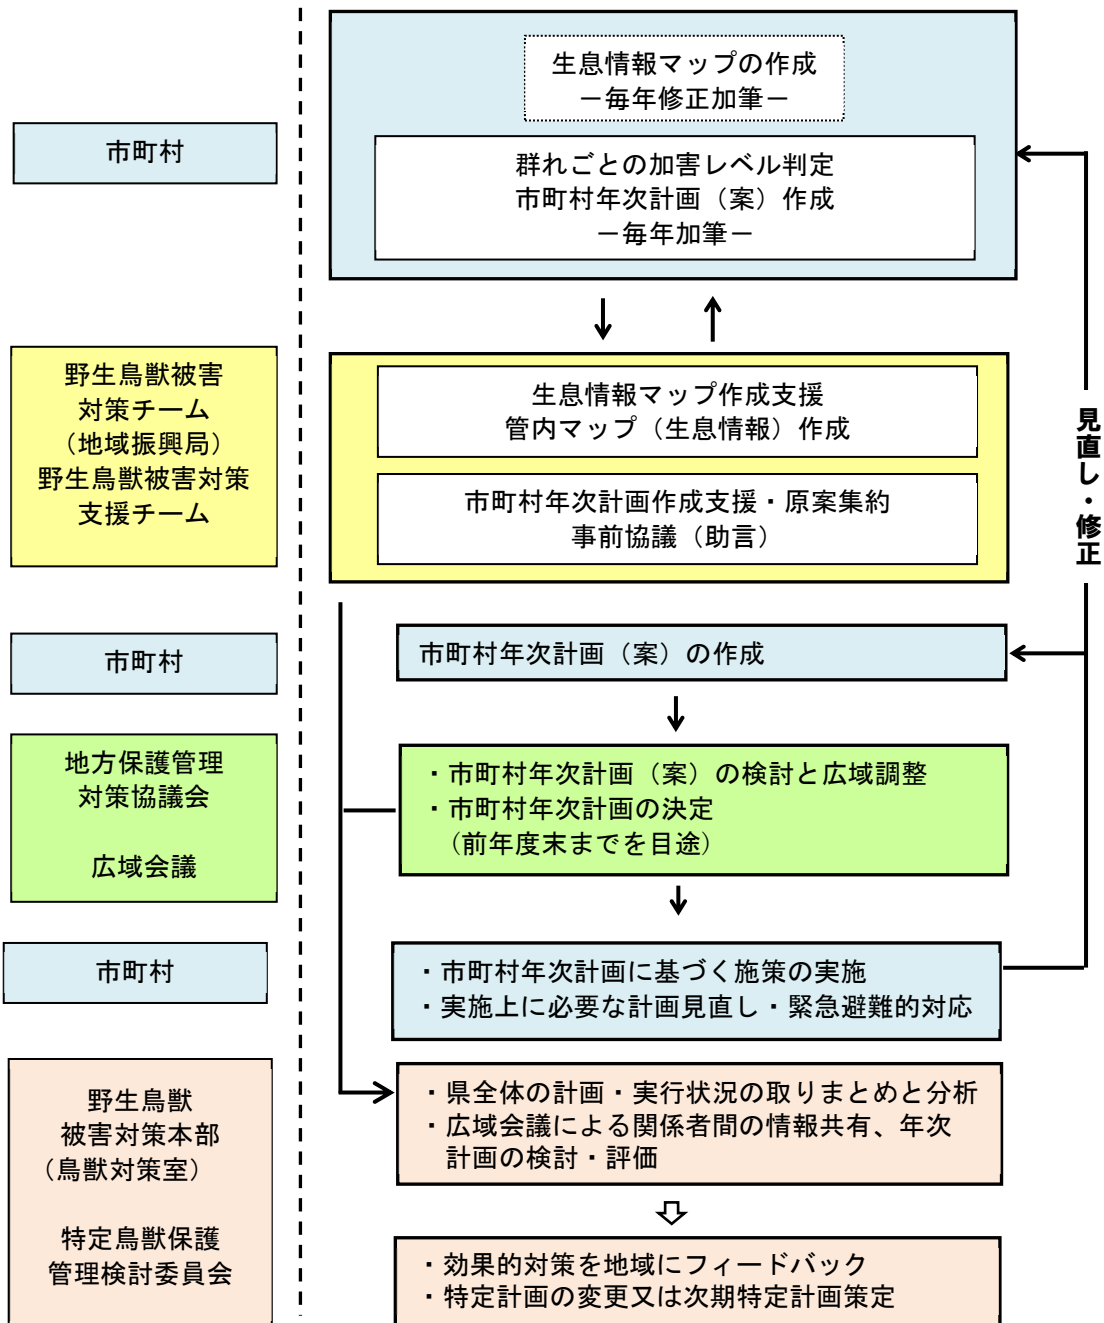 市町村
生息情報マップの作成
－毎年修正加筆－
群れごとの加害レベル判定
市町村年次計画（案）作成
－毎年加筆－
野生鳥獣被害
対策チーム
（地域振興局）
野生鳥獣被害対策
支援チーム
生息情報マップ作成支援
管内マップ（生息情報）作成
市町村年次計画作成支援・原案集約
事前協議（助言）
見直し・修正
市町村
市町村年次計画（案）の作成
地方保護管理
対策協議会
広域会議
・市町村年次計画（案）の検討と広域調整
・市町村年次計画の決定
（前年度末までを目途）
市町村
・市町村年次計画に基づく施策の実施
・実施上に必要な計画見直し・緊急避難的対応
野生鳥獣
被害対策本部
（鳥獣対策室）
特定鳥獣保護
管理検討委員会
・県全体の計画・実行状況の取りまとめと分析
・広域会議による関係者間の情報共有、年次
計画の検討・評価
・効果的対策を地域にフィードバック
・特定計画の変更又は次期特定計画策定